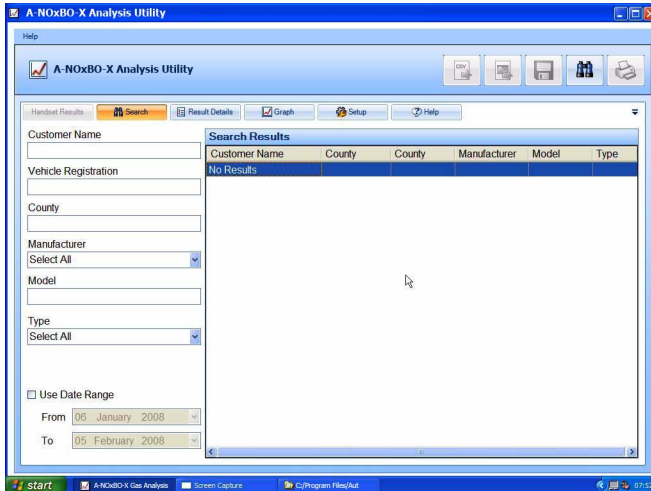 A-NOxBO-X Analysis Utility
Help
A-NOxBO-X Analysis Utility
CSV
Handset Results Search Result Details Graph Setup Help
Customer Name
Vehicle Registration
County
Manufacturer
Select All
Model
Type
Select All
Use Date Range
From 06 January 2008
To 05 February 2008
Search Results
Customer Name County County Manufacturer Model Type
No Results
start A-NOxBO-X Gas Analysis Screen Capture C:/Program Files/Aut 07:52